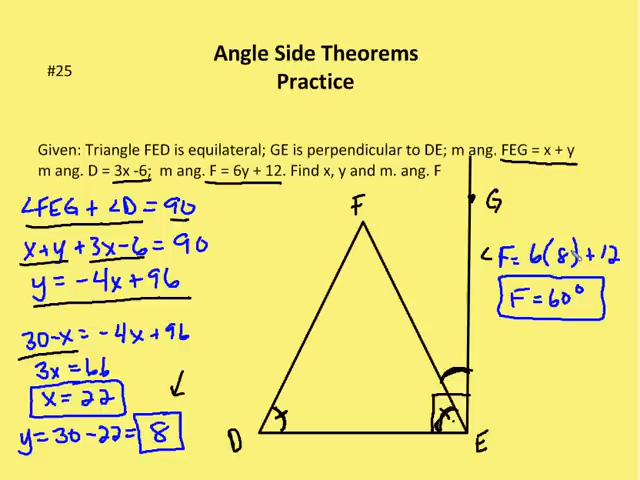 Angle Side Theorems
Practice
#25
Given: Triangle FED is equilateral; GE is perpendicular to DE; m ang. FEG = x + y
m ang. D = 3x -6; m ang. F = 6y + 12. Find x, y and m. ang. F
∠FEG + ∠D = 90
x+y + 3x-6 = 90
y = -4x + 96
30-x = -4x + 96
3x = 66
x = 22
y = 30 - 22 = 8
F
G
D
E
∠F = 6(8) + 12
F = 60°